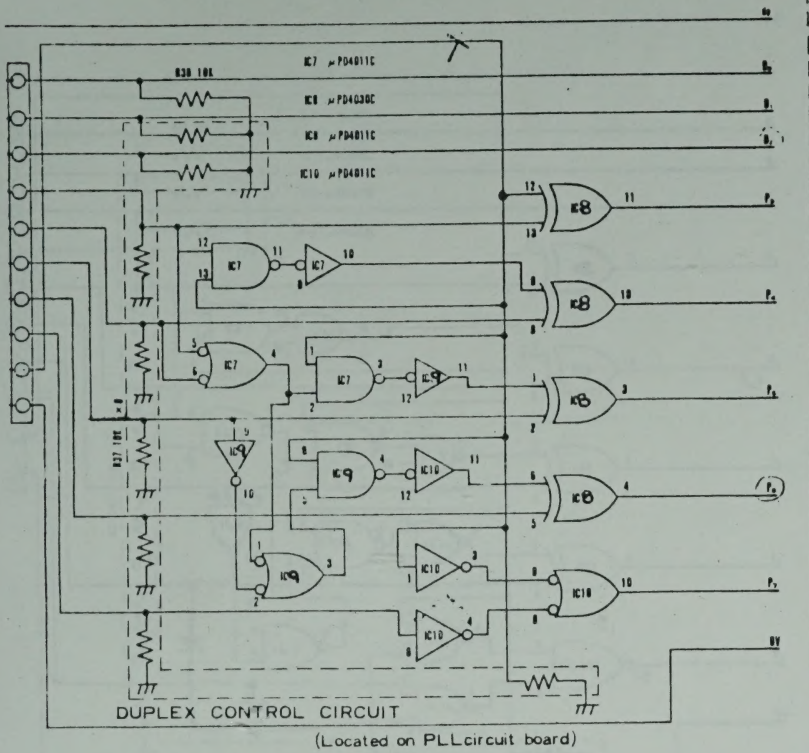 R38 10K
IC7 μPD4011C
IC8 μPD4030C
IC9 μPD4011C
IC10 μPD4011C
12
11
IC8
13
P3
12
11
10
IC7
IC7
13
8
9
10
IC8
8
P4
5
4
IC7
6
1
3
11
IC7
IC9
2
12
1
3
IC8
2
P5
R37 10K ×8
9
IC9
10
6
4
11
IC9
IC10
5
12
6
4
IC8
5
P6
1
3
IC9
2
3
IC10
1
9
10
IC10
8
P7
4
IC10
6
0V
DUPLEX CONTROL CIRCUIT
(Located on PLLcircuit board)